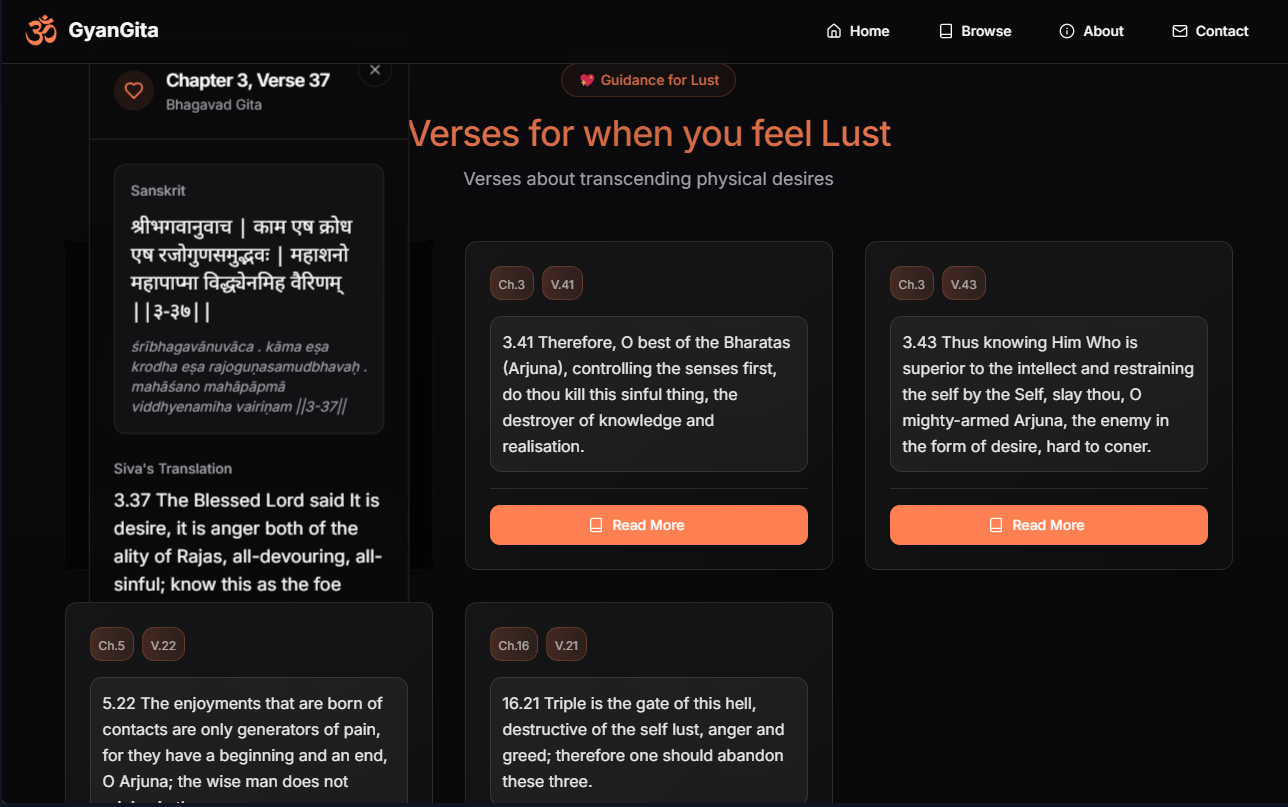 GyanGita
Home
Browse
About
Contact
Chapter 3, Verse 37
Bhagavad Gita
Guidance for Lust
Verses for when you feel Lust
Verses about transcending physical desires
Sanskrit
श्रीभगवानुवाच | काम एष क्रोध
एष रजोगुणसमुद्भवः | महाशनो
महापाप्मा विद्ध्येनमिह वैरिणम्
||३-३७||
śrībhagavānuvāca . kāma eṣa
krodha eṣa rajoguṇasamudbhavaḥ .
mahāśano mahāpāpmā
viddhyenamiha vairiṇam ||3-37||
Siva's Translation
3.37 The Blessed Lord said It is
desire, it is anger both of the
ality of Rajas, all-devouring, all-
sinful; know this as the foe
Ch.3
V.41
3.41 Therefore, O best of the Bharatas
(Arjuna), controlling the senses first,
do thou kill this sinful thing, the
destroyer of knowledge and
realisation.
Read More
Ch.3
V.43
3.43 Thus knowing Him Who is
superior to the intellect and restraining
the self by the Self, slay thou, O
mighty-armed Arjuna, the enemy in
the form of desire, hard to coner.
Read More
Ch.5
V.22
5.22 The enjoyments that are born of
contacts are only generators of pain,
for they have a beginning and an end,
O Arjuna; the wise man does not
Ch.16
V.21
16.21 Triple is the gate of this hell,
destructive of the self lust, anger and
greed; therefore one should abandon
these three.